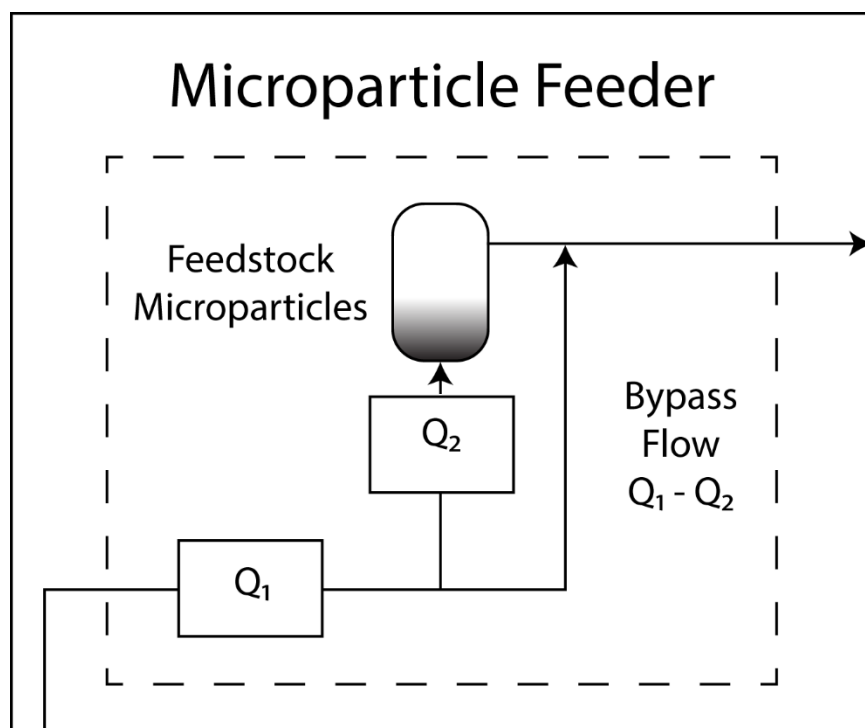 Microparticle Feeder
Feedstock
Microparticles
Q₂
Bypass
Flow
Q₁ - Q₂
Q₁